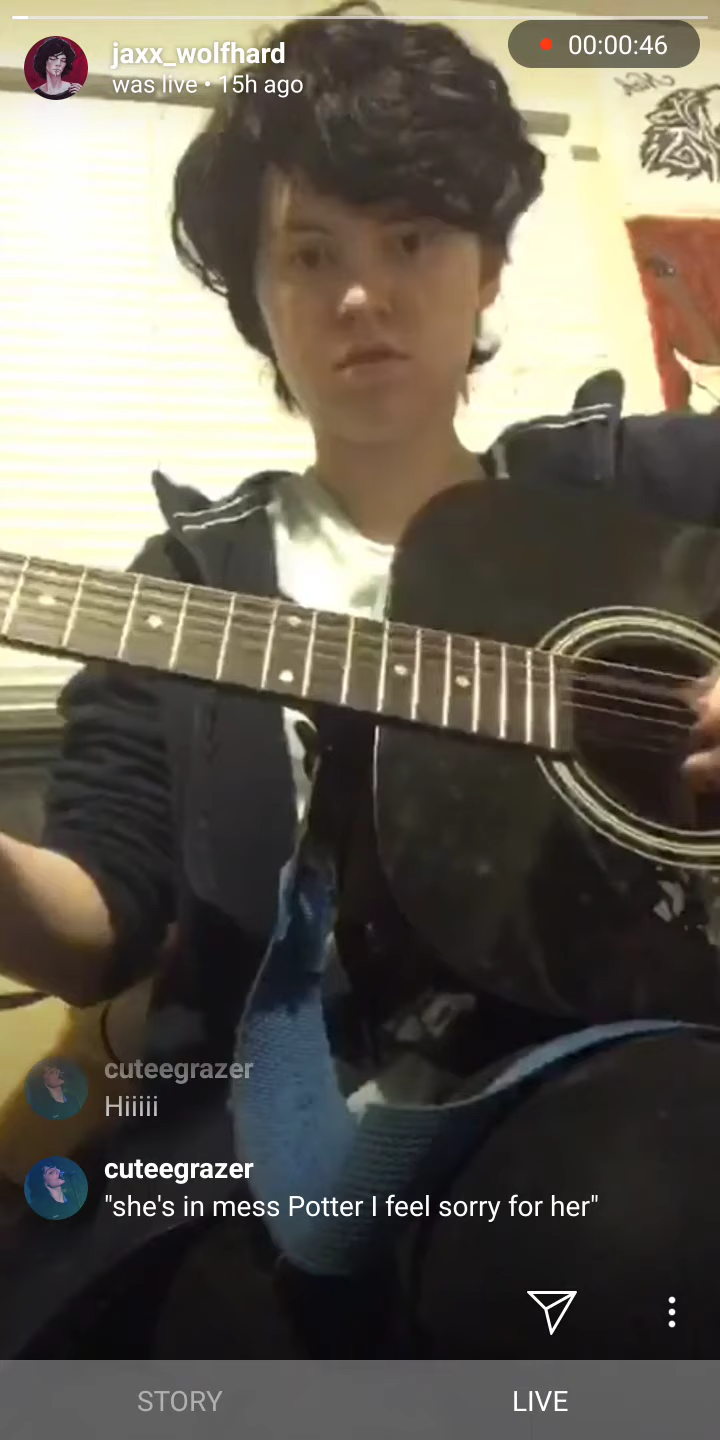 jaxx_wolfhard
was live • 15h ago
00:00:46
cuteegrazer
Hiiiii
cuteegrazer
"she's in mess Potter I feel sorry for her"
STORY
LIVE